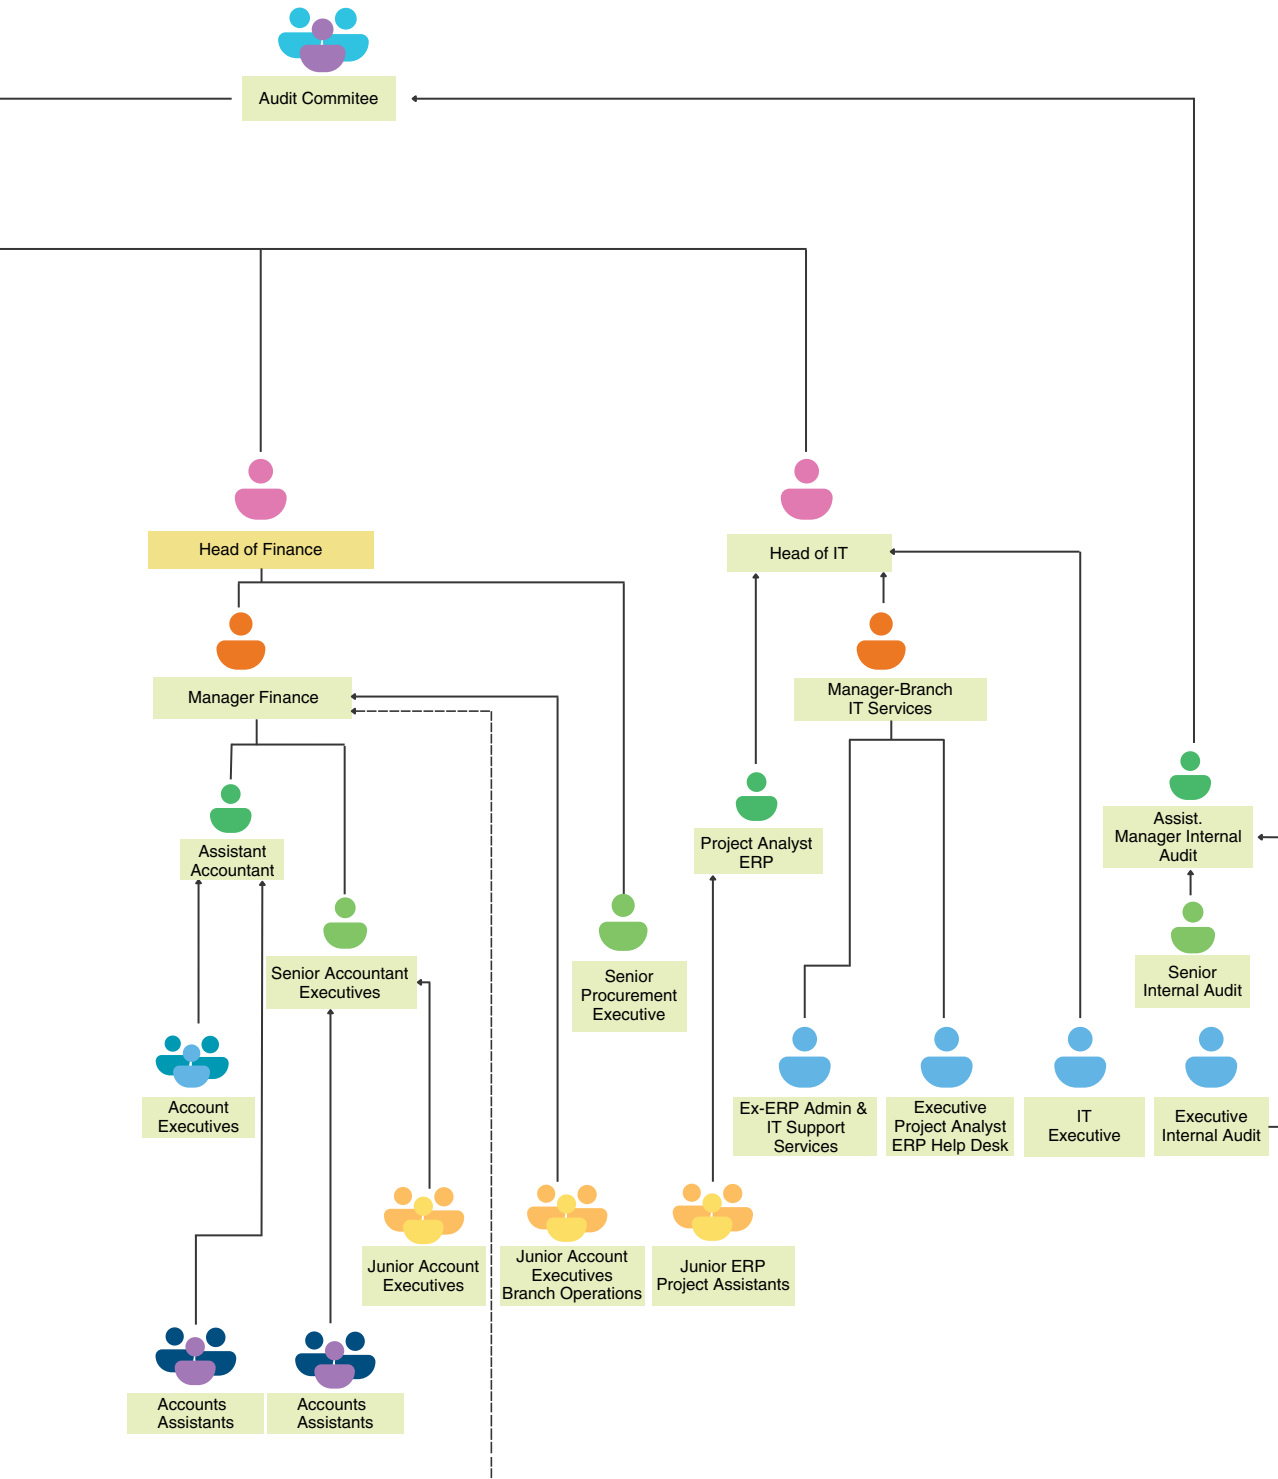 Audit Commitee
Head of Finance
Head of IT
Manager Finance
Manager-Branch
IT Services
Assistant
Accountant
Project Analyst
ERP
Assist.
Manager Internal
Audit
Senior Accountant
Executives
Senior
Procurement
Executive
Senior
Internal Audit
Account
Executives
Ex-ERP Admin &
IT Support
Services
Executive
Project Analyst
ERP Help Desk
IT
Executive
Executive
Internal Audit
Junior Account
Executives
Junior Account
Executives
Branch Operations
Junior ERP
Project Assistants
Accounts
Assistants
Accounts
Assistants